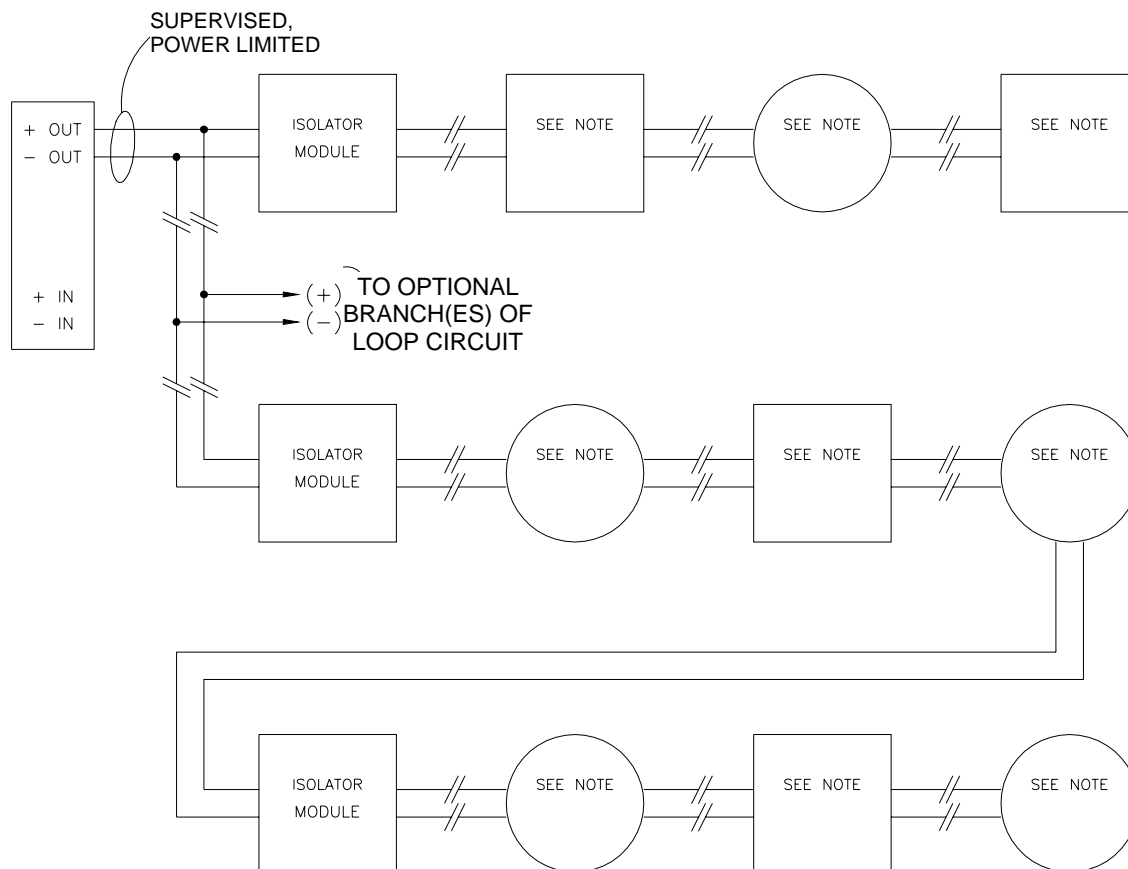 SUPERVISED,
POWER LIMITED
+ OUT
− OUT
+ IN
− IN
ISOLATOR
MODULE
SEE NOTE
SEE NOTE
SEE NOTE
(+)
(−)
TO OPTIONAL
BRANCH(ES) OF
LOOP CIRCUIT
ISOLATOR
MODULE
SEE NOTE
SEE NOTE
SEE NOTE
ISOLATOR
MODULE
SEE NOTE
SEE NOTE
SEE NOTE